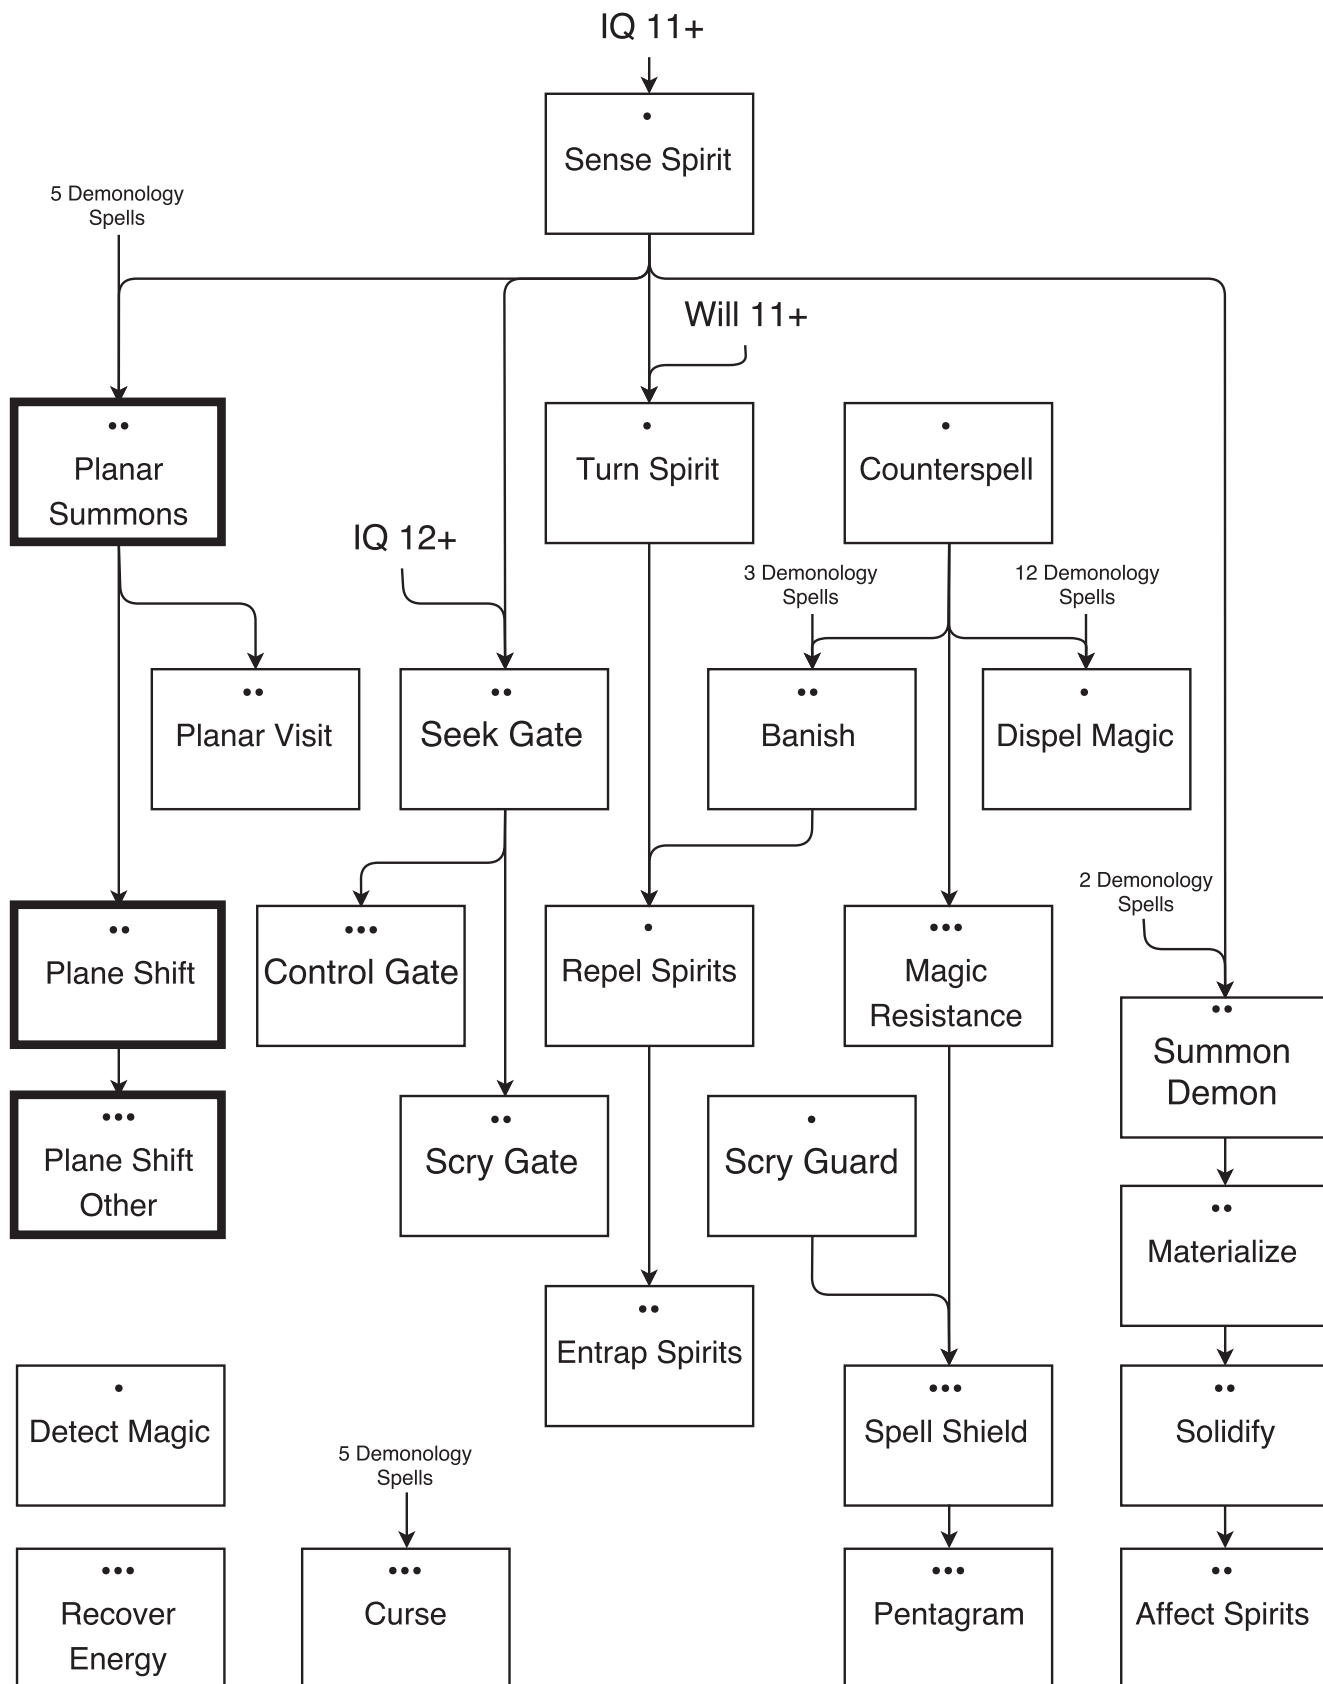 IQ 11+
•
Sense Spirit
5 Demonology
Spells
Will 11+
••
Planar
Summons
•
Turn Spirit
•
Counterspell
IQ 12+
3 Demonology
Spells
12 Demonology
Spells
••
Planar Visit
••
Seek Gate
••
Banish
•
Dispel Magic
2 Demonology
Spells
••
Plane Shift
•••
Control Gate
•
Repel Spirits
•••
Magic
Resistance
••
Summon
Demon
•••
Plane Shift
Other
••
Scry Gate
•
Scry Guard
••
Materialize
••
Entrap Spirits
•
Detect Magic
•••
Spell Shield
••
Solidify
5 Demonology
Spells
•••
Recover
Energy
•••
Curse
•••
Pentagram
••
Affect Spirits